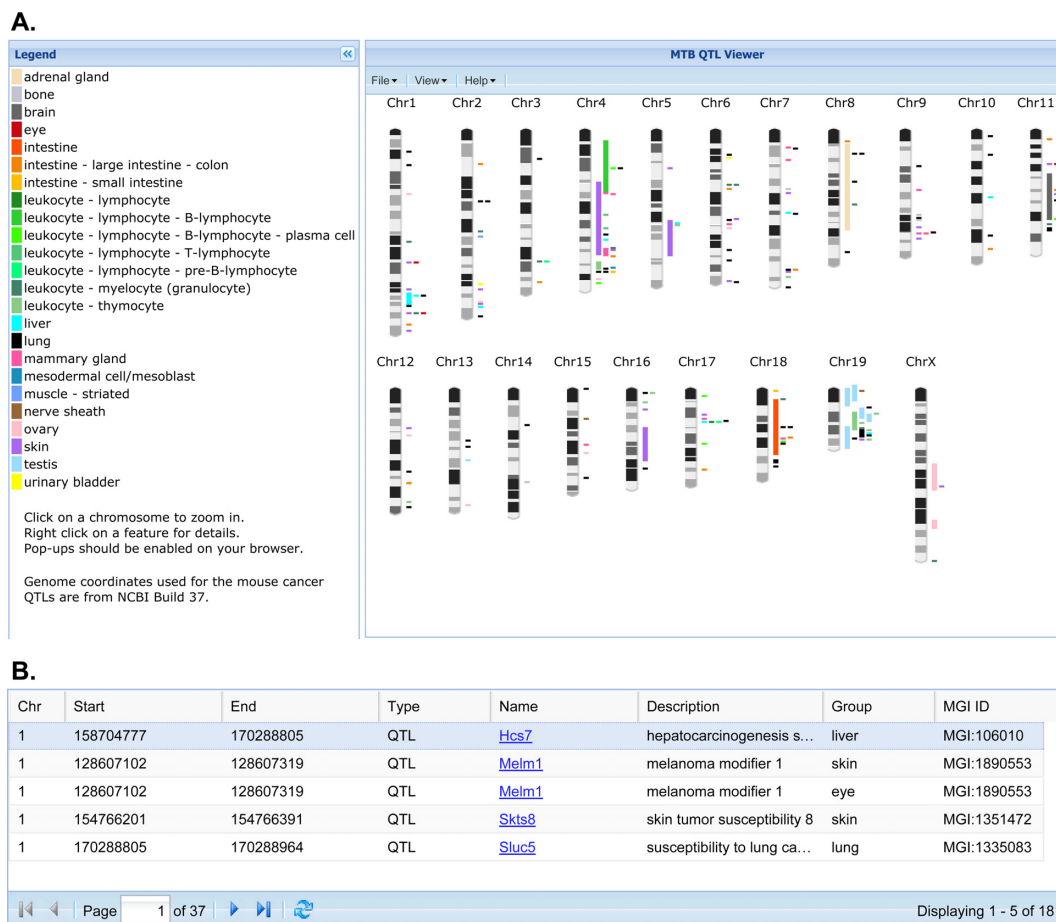 A.
Legend
MTB QTL Viewer
File View Help
adrenal gland
bone
brain
eye
intestine
intestine - large intestine - colon
intestine - small intestine
leukocyte - lymphocyte
leukocyte - lymphocyte - B-lymphocyte
leukocyte - lymphocyte - B-lymphocyte - plasma cell
leukocyte - lymphocyte - T-lymphocyte
leukocyte - lymphocyte - pre-B-lymphocyte
leukocyte - myelocyte (granulocyte)
leukocyte - thymocyte
liver
lung
mammary gland
mesodermal cell/mesoblast
muscle - striated
nerve sheath
ovary
skin
testis
urinary bladder
Click on a chromosome to zoom in.
Right click on a feature for details.
Pop-ups should be enabled on your browser.
Genome coordinates used for the mouse cancer
QTLs are from NCBI Build 37.
Chr1 Chr2 Chr3 Chr4 Chr5 Chr6 Chr7 Chr8 Chr9 Chr10 Chr11
Chr12 Chr13 Chr14 Chr15 Chr16 Chr17 Chr18 Chr19 ChrX
B.
Chr Start End Type Name Description Group MGI ID
1 158704777 170288805 QTL Hcs7 hepatocarcinogenesis s... liver MGI:106010
1 128607102 128607319 QTL Melm1 melanoma modifier 1 skin MGI:1890553
1 128607102 128607319 QTL Melm1 melanoma modifier 1 eye MGI:1890553
1 154766201 154766391 QTL Skts8 skin tumor susceptibility 8 skin MGI:1351472
1 170288805 170288964 QTL Sluc5 susceptibility to lung ca... lung MGI:1335083
Page 1 of 37 Displaying 1 - 5 of 18